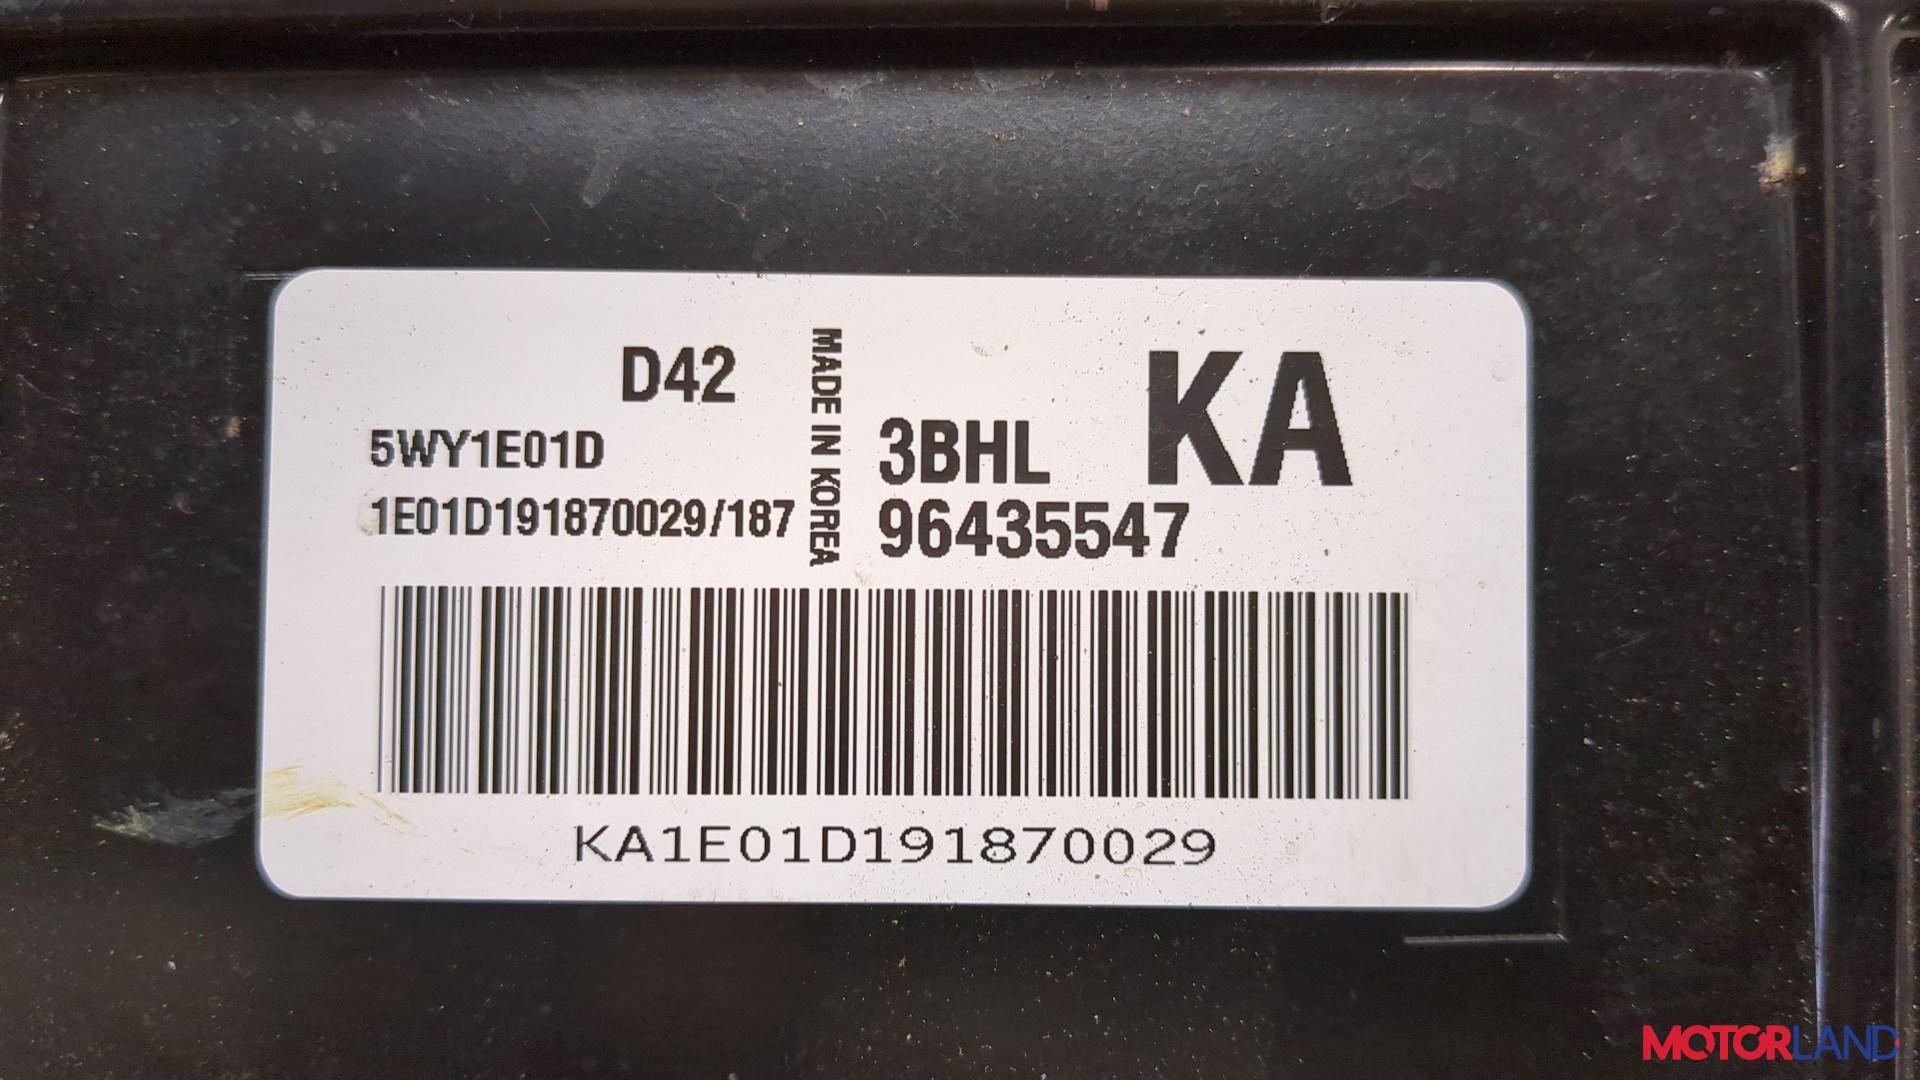 D42
5WY1E01D
1E01D191870029/187
MADE IN KOREA
3BHL
KA
96435547
KA1E01D191870029
MOTORLAND